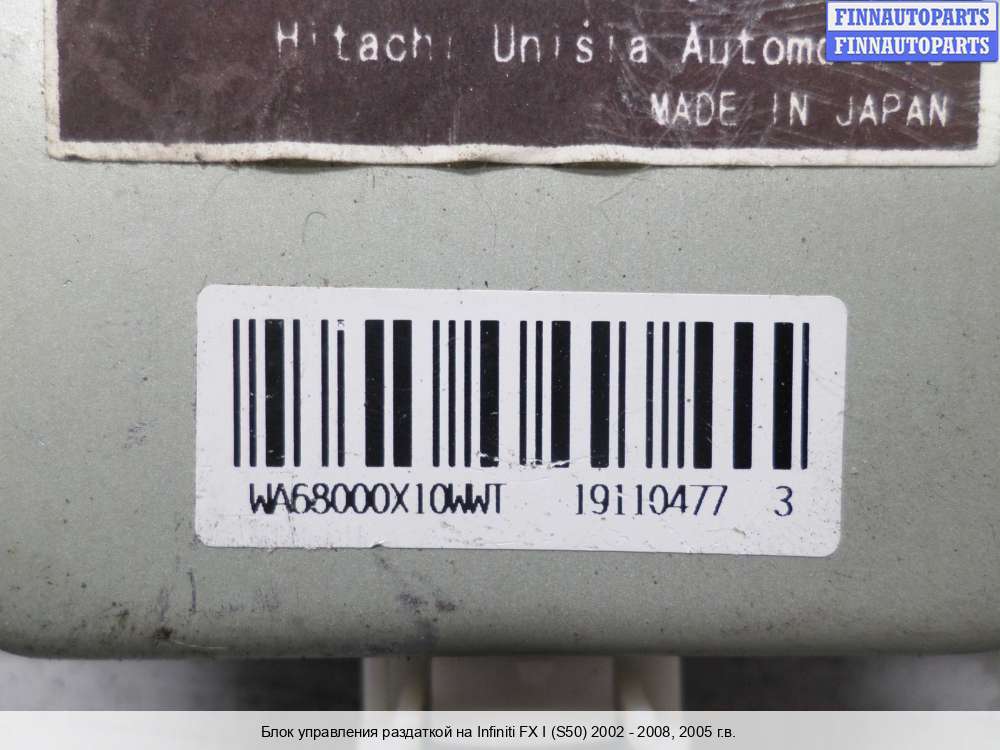 FINNAUTOPARTS
FINNAUTOPARTS
Hitachi Unisia
MADE IN JAPAN
WA68000X10WWT 19110477 3
Блок управления раздаткой на Infiniti FX I (S50) 2002 - 2008, 2005 г.в.